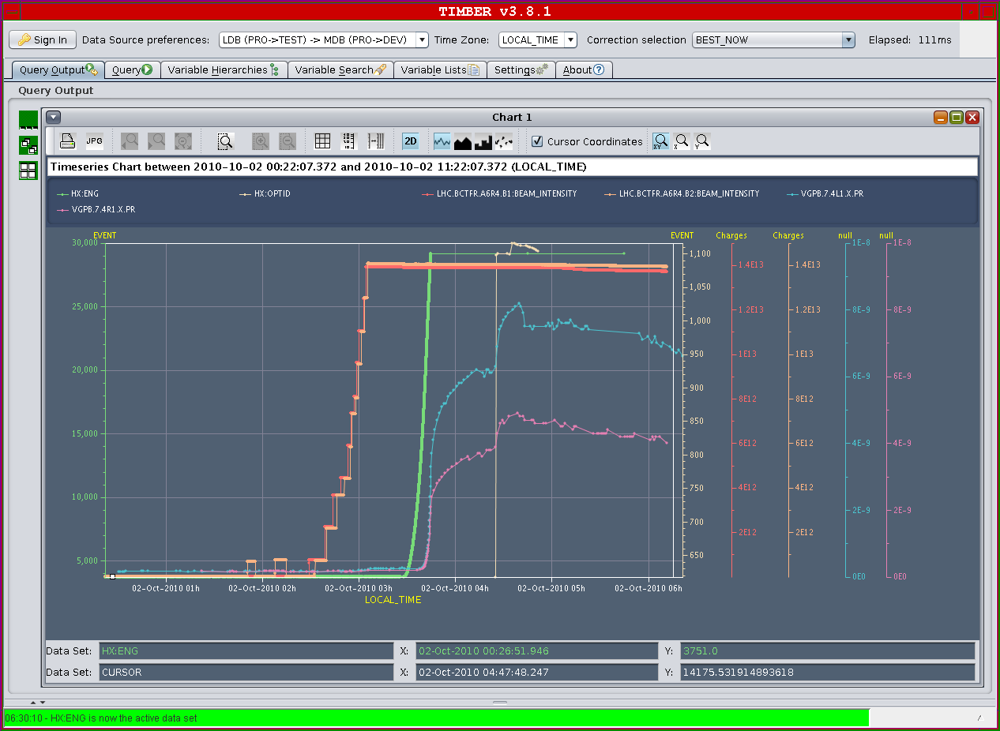 TIMBER v3.8.1
Sign In Data Source preferences: LDB (PRO->TEST) -> MDB (PRO->DEV) Time Zone: LOCAL_TIME Correction selection BEST_NOW Elapsed: 111ms
Query Output Query Variable Hierarchies Variable Search Variable Lists Settings About
Query Output
Chart 1
JPG 2D Cursor Coordinates XY X Y
Timeseries Chart between 2010-10-02 00:22:07.372 and 2010-10-02 11:22:07.372 (LOCAL_TIME)
HX:ENG HX:OPTID LHC.BCTFR.A6R4.B1:BEAM_INTENSITY LHC.BCTFR.A6R4.B2:BEAM_INTENSITY VGPB.7.4L1.X.PR
VGPB.7.4R1.X.PR
EVENT EVENT Charges Charges null null
30,000 1E-8 1E-8
1,100
1.4E13 1.4E13
1,050
25,000 1.2E13 1.2E13 8E-9 8E-9
1,000
950 1E13 1E13
20,000 6E-9 6E-9
900
8E12 8E12
850
15,000 6E12 6E12 4E-9 4E-9
800
750 4E12 4E12
10,000
700 2E12 2E12 2E-9 2E-9
650
5,000
0E0 0E0
02-Oct-2010 01h 02-Oct-2010 02h 02-Oct-2010 03h 02-Oct-2010 04h 02-Oct-2010 05h 02-Oct-2010 06h
LOCAL_TIME
Data Set: HX:ENG X: 02-Oct-2010 00:26:51.946 Y: 3751.0
Data Set: CURSOR X: 02-Oct-2010 04:47:48.247 Y: 14175.531914893618
06:30:10 - HX:ENG is now the active data set